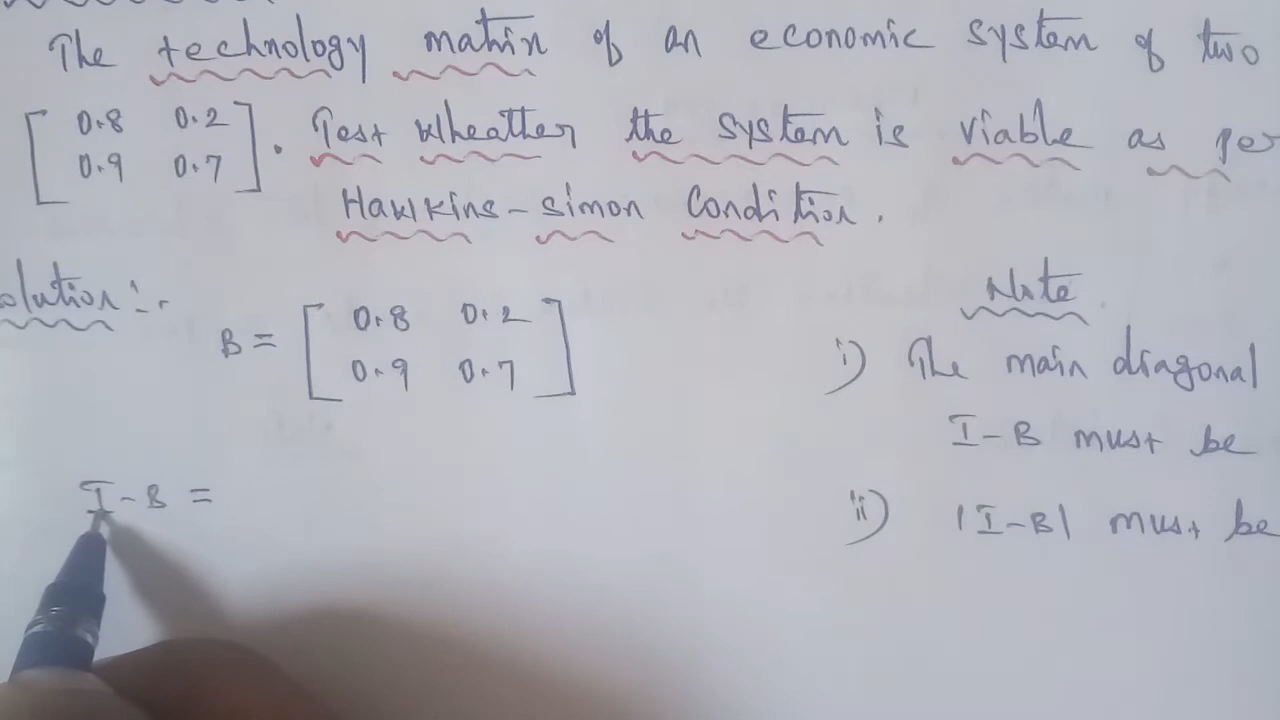 The technology matrix of an economic system of two
[ 0.8 0.2
0.9 0.7 ] . Test wheather the system is viable as per
Hawkins-simon Condition.
olution :-
B = [ 0.8 0.2
0.9 0.7 ]
Note
i) The main diagonal
I-B must be
I-B =
ii) |I-B| must be